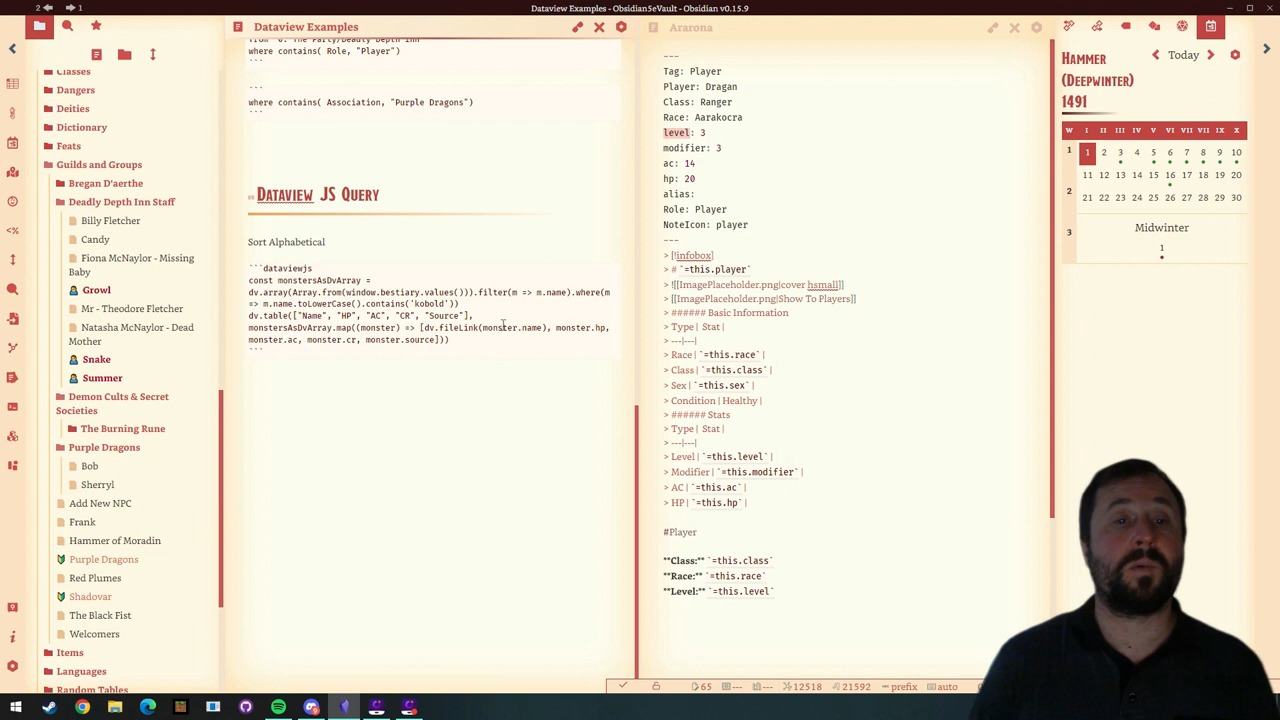 2
1
Dataview Examples - ObsidianSeVault - Obsidian v0.15.9
Classes
Dangers
Deities
Dictionary
Feats
Guilds and Groups
Bregan D'aerthe
Deadly Depth Inn Staff
Billy Fletcher
Candy
Fiona McNaylor - Missing
Baby
Growl
Mr - Theodore Fletcher
Natasha McNaylor - Dead
Mother
Snake
Summer
Demon Cults & Secret
Societies
The Burning Rune
Purple Dragons
Bob
Sherryl
Add New NPC
Frank
Hammer of Moradin
Purple Dragons
Red Plumes
Shadovar
The Black Fist
Welcomers
Items
Languages
Random Tables
Dataview Examples
where contains( Role, "Player")
```
```
where contains( Association, "Purple Dragons")
```
Dataview JS Query
Sort Alphabetical
```dataviewjs
const monstersAsDvArray =
dv.array(Array.from(window.bestiary.values())).filter(m => m.name).where(m
=> m.name.toLowerCase().contains('kobold'))
dv.table(["Name", "HP", "AC", "CR", "Source"],
monstersAsDvArray.map((monster) => [dv.fileLink(monster.name), monster.hp,
monster.ac, monster.cr, monster.source]))
```
Ararona
---
Tag: Player
Player: Dragan
Class: Ranger
Race: Aarakocra
level: 3
modifier: 3
ac: 14
hp: 20
alias:
Role: Player
NoteIcon: player
---
> [!infobox]
> # `=this.player`
> ![[ImagePlaceholder.png|cover hsmall]]
> [[ImagePlaceholder.png|Show To Players]]
> ###### Basic Information
> Type | Stat |
> ---|---|
> Race | `=this.race` |
> Class | `=this.class` |
> Sex | `=this.sex` |
> Condition | Healthy |
> ###### Stats
> Type | Stat |
> ---|---|
> Level | `=this.level` |
> Modifier | `=this.modifier` |
> AC | `=this.ac` |
> HP | `=this.hp` |
#Player
**Class:** `=this.class`
**Race:** `=this.race`
**Level:** `=this.level`
65 --- --- 12518 21592 prefix auto
Hammer
(Deepwinter)
1491
Today
W I II III IV V VI VII VIII IX X
1 1 2 3 4 5 6 7 8 9 10
11 12 13 14 15 16 17 18 19 20
2 21 22 23 24 25 26 27 28 29 30
Midwinter
3 1